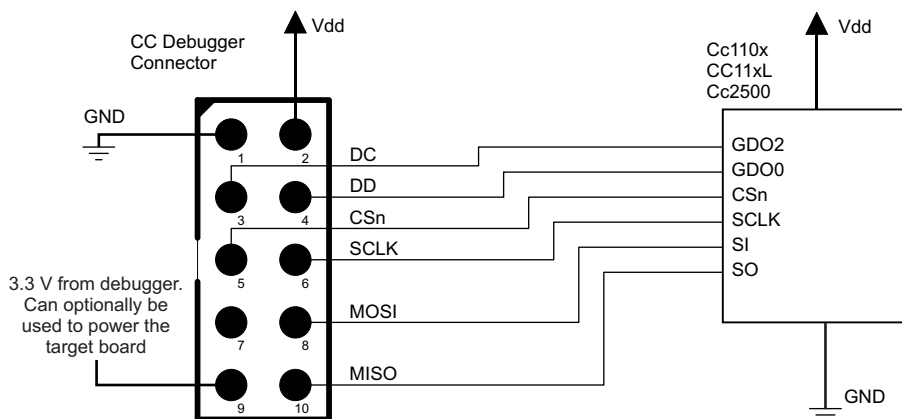 Vdd
CC Debugger
Connector
GND
1
2
DC
3
4
DD
CSn
5
6
SCLK
3.3 V from debugger.
Can optionally be
used to power the
target board
7
8
MOSI
9
10
MISO
Vdd
Cc110x
CC11xL
Cc2500
GDO2
GDO0
CSn
SCLK
SI
SO
GND